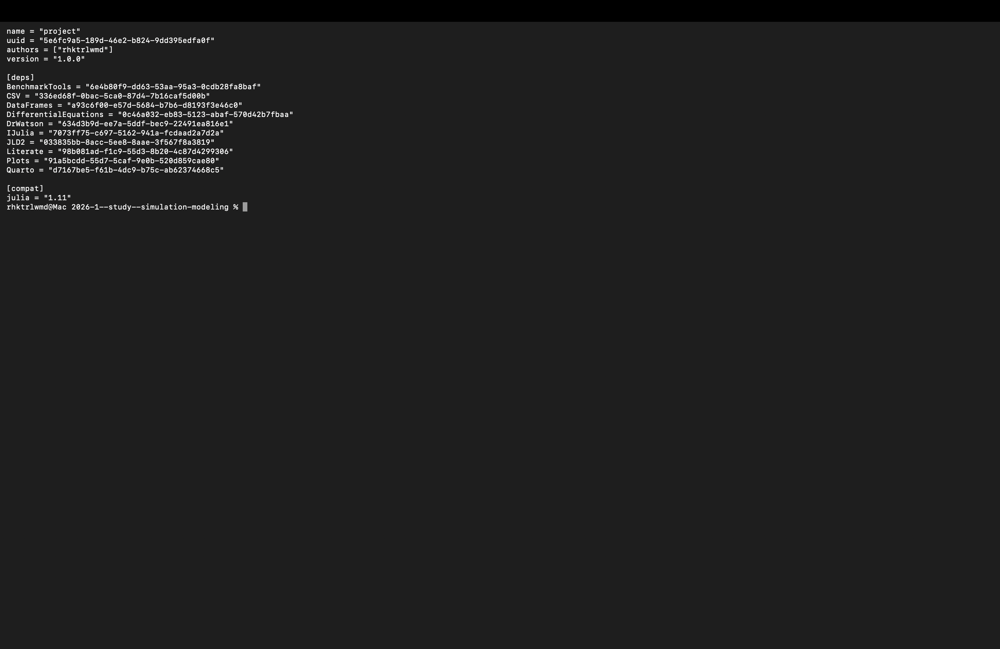 name = "project"
uuid = "5e6fc9a5-189d-46e2-b824-9dd395edfa0f"
authors = ["rhktrlwmd"]
version = "1.0.0"
[deps]
BenchmarkTools = "6e4b80f9-dd63-53aa-95a3-0cdb28fa8baf"
CSV = "336ed68f-0bac-5ca0-87d4-7b16caf5d00b"
DataFrames = "a93c6f00-e57d-5684-b7b6-d8193f3e46c0"
DifferentialEquations = "0c46a032-eb83-5123-abaf-570d42b7fbaa"
DrWatson = "634d3b9d-ee7a-5ddf-bec9-22491ea816e1"
IJulia = "7073ff75-c697-5162-941a-fcdaad2a7d2a"
JLD2 = "033835bb-8acc-5ee8-8aae-3f567f8a3819"
Literate = "98b081ad-f1c9-55d3-8b20-4c87d4299306"
Plots = "91a5bcdd-55d7-5caf-9e0b-520d859cae80"
Quarto = "d7167be5-f61b-4dc9-b75c-ab62374668c5"
[compat]
julia = "1.11"
rhktrlwmd@Mac 2026-1--study--simulation-modeling %